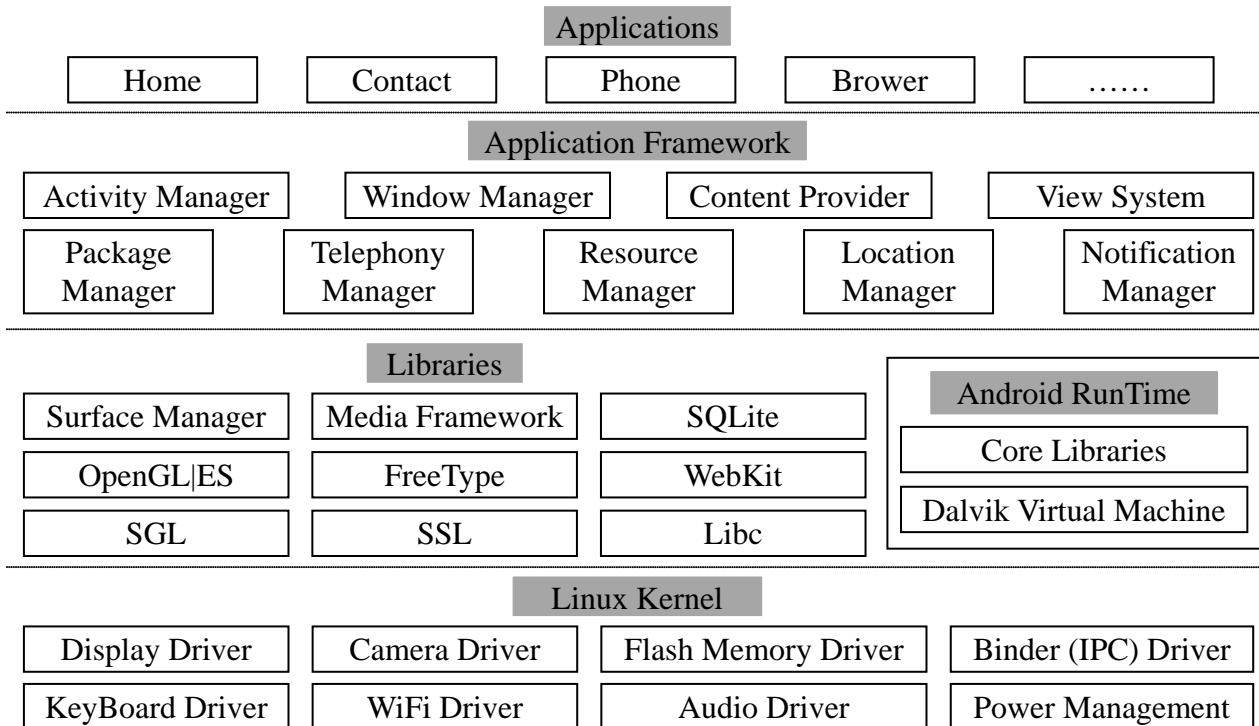 Applications
Home
Contact
Phone
Brower
……
Application Framework
Activity Manager
Window Manager
Content Provider
View System
Package
Manager
Telephony
Manager
Resource
Manager
Location
Manager
Notification
Manager
Libraries
Surface Manager
Media Framework
SQLite
OpenGL|ES
FreeType
WebKit
SGL
SSL
Libc
Android RunTime
Core Libraries
Dalvik Virtual Machine
Linux Kernel
Display Driver
Camera Driver
Flash Memory Driver
Binder (IPC) Driver
KeyBoard Driver
WiFi Driver
Audio Driver
Power Management